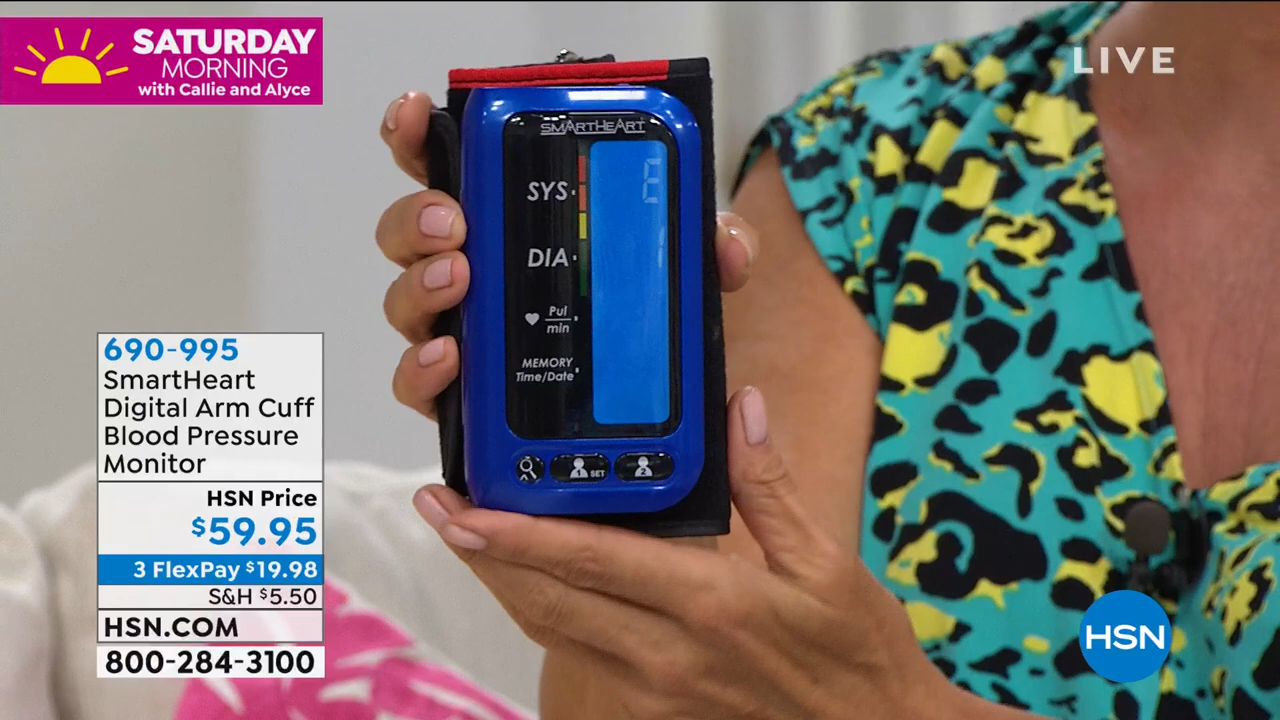 SATURDAY
MORNING
with Callie and Alyce
LIVE
SMARTHEART
SYS
E
DIA
Pul
min
MEMORY
Time/Date
1 SET
2
690-995
SmartHeart
Digital Arm Cuff
Blood Pressure
Monitor
HSN Price
$59.95
3 FlexPay $19.98
S&H $5.50
HSN.COM
800-284-3100
HSN